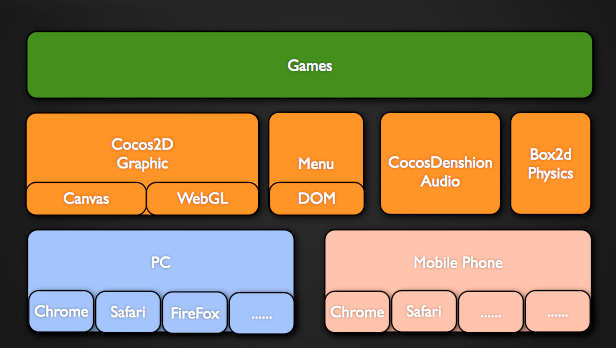 Games
Cocos2D
Graphic
Canvas
WebGL
Menu
DOM
CocosDenshion
Audio
Box2d
Physics
PC
Chrome
Safari
FireFox
......
Mobile Phone
Chrome
Safari
......
......